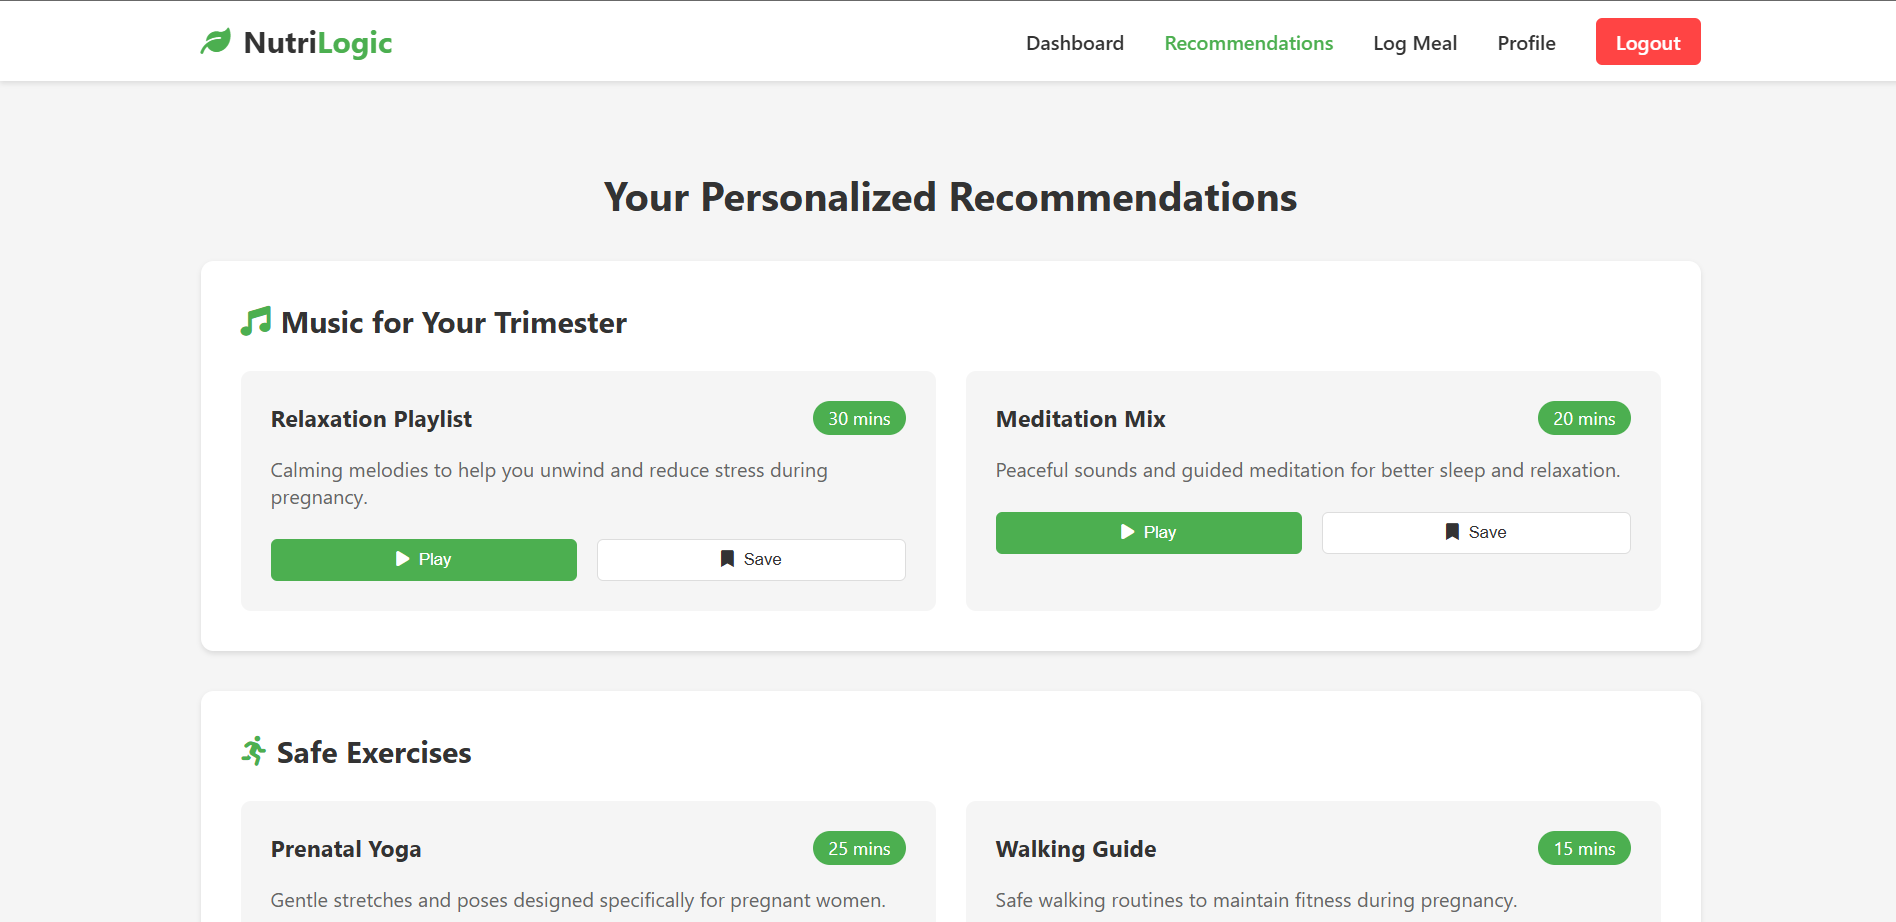 NutriLogic
Dashboard
Recommendations
Log Meal
Profile
Logout
Your Personalized Recommendations
Music for Your Trimester
Relaxation Playlist
30 mins
Calming melodies to help you unwind and reduce stress during
pregnancy.
Play
Save
Meditation Mix
20 mins
Peaceful sounds and guided meditation for better sleep and relaxation.
Play
Save
Safe Exercises
Prenatal Yoga
25 mins
Gentle stretches and poses designed specifically for pregnant women.
Walking Guide
15 mins
Safe walking routines to maintain fitness during pregnancy.